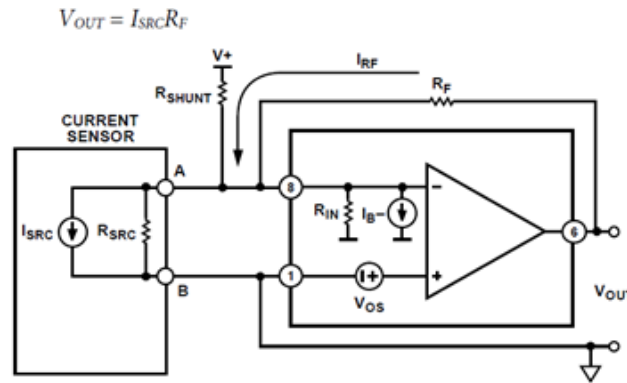 VOUT = ISRCRF
V+
IRF
RSHUNT
RF
CURRENT
SENSOR
A
8
RIN
IB–
–
ISRC
RSRC
6
B
1
+
VOS
+
VOUT